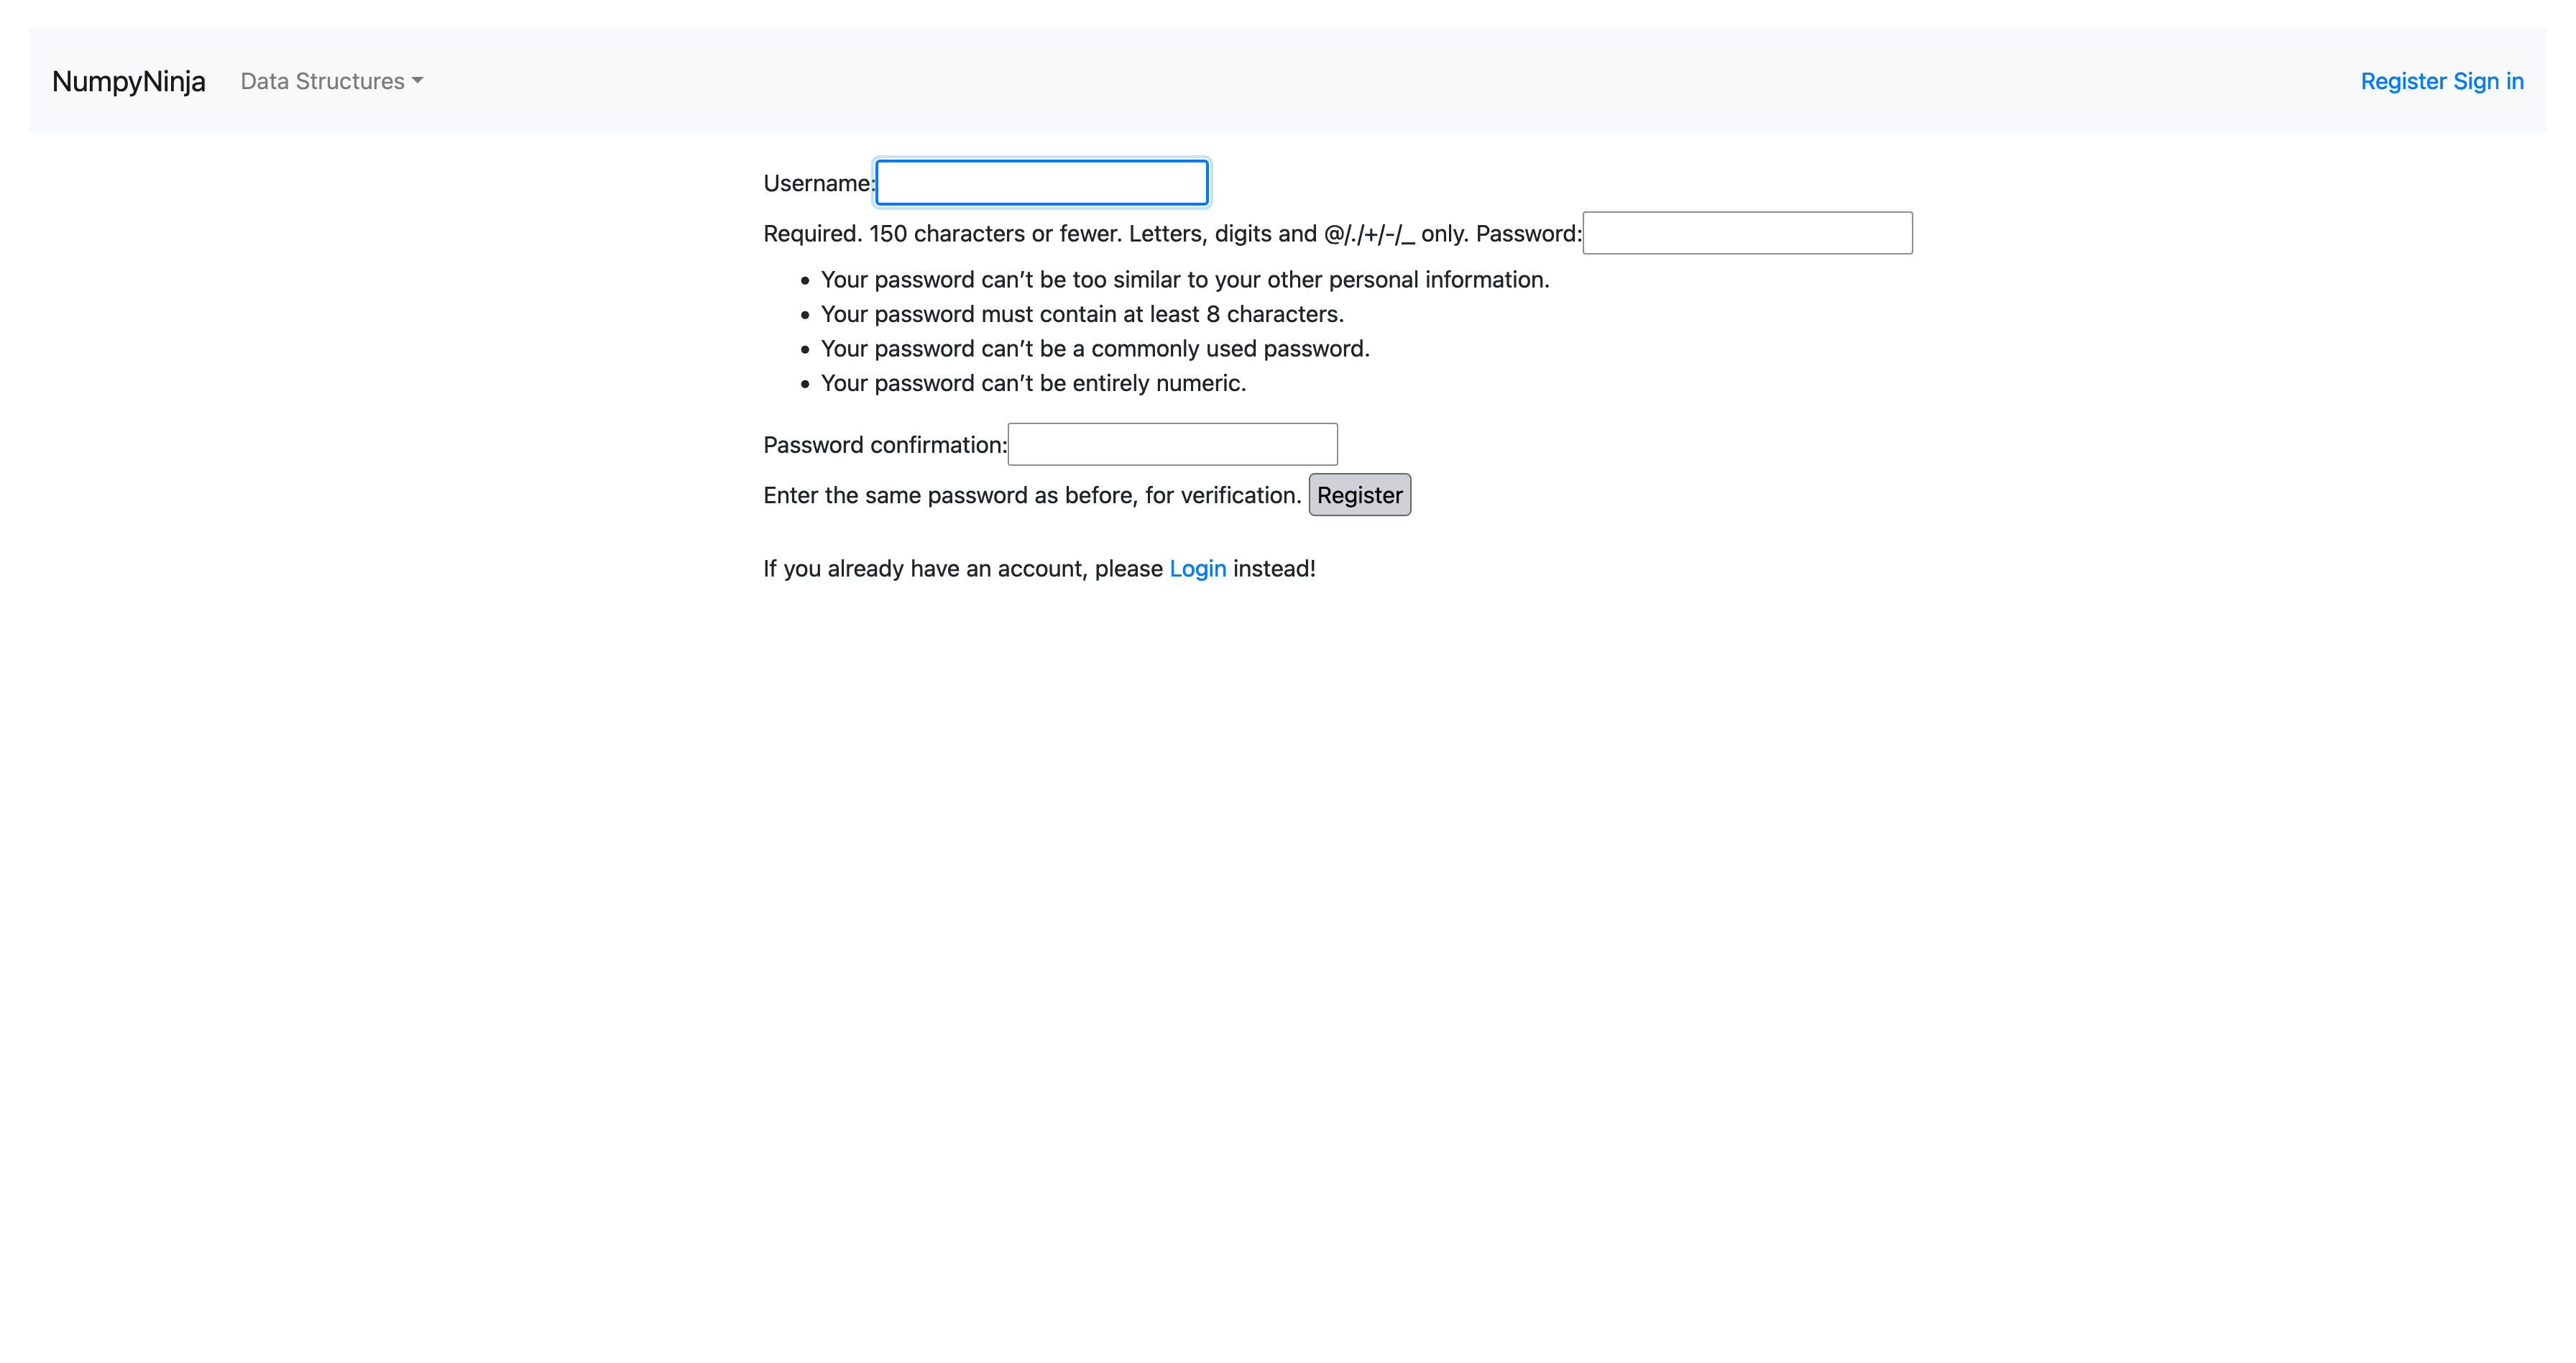 NumpyNinja Data Structures Register Sign in
Username:
Required. 150 characters or fewer. Letters, digits and @/./+/-/_ only. Password:
• Your password can’t be too similar to your other personal information.
• Your password must contain at least 8 characters.
• Your password can’t be a commonly used password.
• Your password can’t be entirely numeric.
Password confirmation:
Enter the same password as before, for verification. Register
If you already have an account, please Login instead!